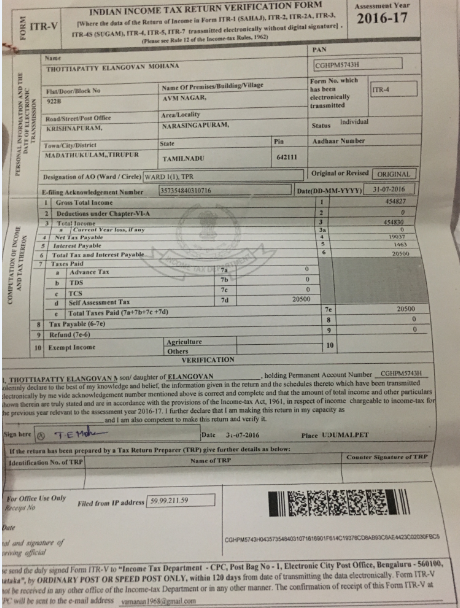 INDIAN INCOME TAX RETURN VERIFICATION FORM
Assessment Year
2016-17
FORM
ITR-V
[Where the data of the Return of Income in Form ITR-1 (SAHAJ), ITR-2, ITR-2A, ITR-3,
ITR-4S (SUGAM), ITR-4, ITR-5, ITR-7 transmitted electronically without digital signature] .
(Please see Rule 12 of the Income-tax Rules, 1962)
PERSONAL INFORMATION AND THE DATE OF ELECTRONIC TRANSMISSION
Name
PAN
THOTTIAPATTY ELANGOVAN MOHANA
CGHPM5743H
Flat/Door/Block No
Name Of Premises/Building/Village
Form No. which has been electronically transmitted
ITR-4
922B
AVM NAGAR,
Road/Street/Post Office
Area/Locality
KRISHNAPURAM,
NARASINGAPURAM,
Status Individual
Town/City/District
State
Pin
Aadhaar Number
MADATHUKULAM,,TIRUPUR
TAMILNADU
642111
Designation of AO (Ward / Circle) WARD 1(1), TPR
Original or Revised ORIGINAL
E-filing Acknowledgement Number
Date(DD-MM-YYYY) 31-07-2016
COMPUTATION OF INCOME AND TAX THEREON
1 Gross Total Income 1 454827
2 Deductions under Chapter-VI-A 2 0
3 Total Income 3 454830
a Current Year loss, if any 3a 0
4 Net Tax Payable 4 19037
5 Interest Payable 5 1463
6 Total Tax and Interest Payable 6 20500
7 Taxes Paid
a Advance Tax 7a 0
b TDS 7b 0
c TCS 7c 0
d Self Assessment Tax 7d 20500
e Total Taxes Paid (7a+7b+7c +7d) 7e 20500
8 Tax Payable (6-7e) 8 0
9 Refund (7e-6) 9 0
10 Exempt Income Agriculture 10
Others
VERIFICATION
I, THOTTIAPATTY ELANGOVAN M son/ daughter of ELANGOVAN , holding Permanent Account Number CGHPM5743H
solemnly declare to the best of my knowledge and belief, the information given in the return and the schedules thereto which have been transmitted
electronically by me vide acknowledgement number mentioned above is correct and complete and that the amount of total income and other particulars
shown therein are truly stated and are in accordance with the provisions of the Income-tax Act, 1961, in respect of income chargeable to income-tax for
the previous year relevant to the assessment year 2016-17. I further declare that I am making this return in my capacity as
and I am also competent to make this return and verify it.
Sign here T.E. Date 31-07-2016 Place UDUMALPET
If the return has been prepared by a Tax Return Preparer (TRP) give further details as below:
Identification No. of TRP Name of TRP Counter Signature of TRP
For Office Use Only
Receipt No
Filed from IP address 59.99.211.59
Date
seal and signature of
receiving official
se send the duly signed Form ITR-V to "Income Tax Department - CPC, Post Bag No - 1, Electronic City Post Office, Bengaluru - 560100,
nataka", by ORDINARY POST OR SPEED POST ONLY, within 120 days from date of transmitting the data electronically. Form ITR-V
not be received in any other office of the Income-tax Department or in any other manner. The confirmation of receipt of this Form ITR-V at
PC will be sent to the e-mail address vamanan1968@gmail.com